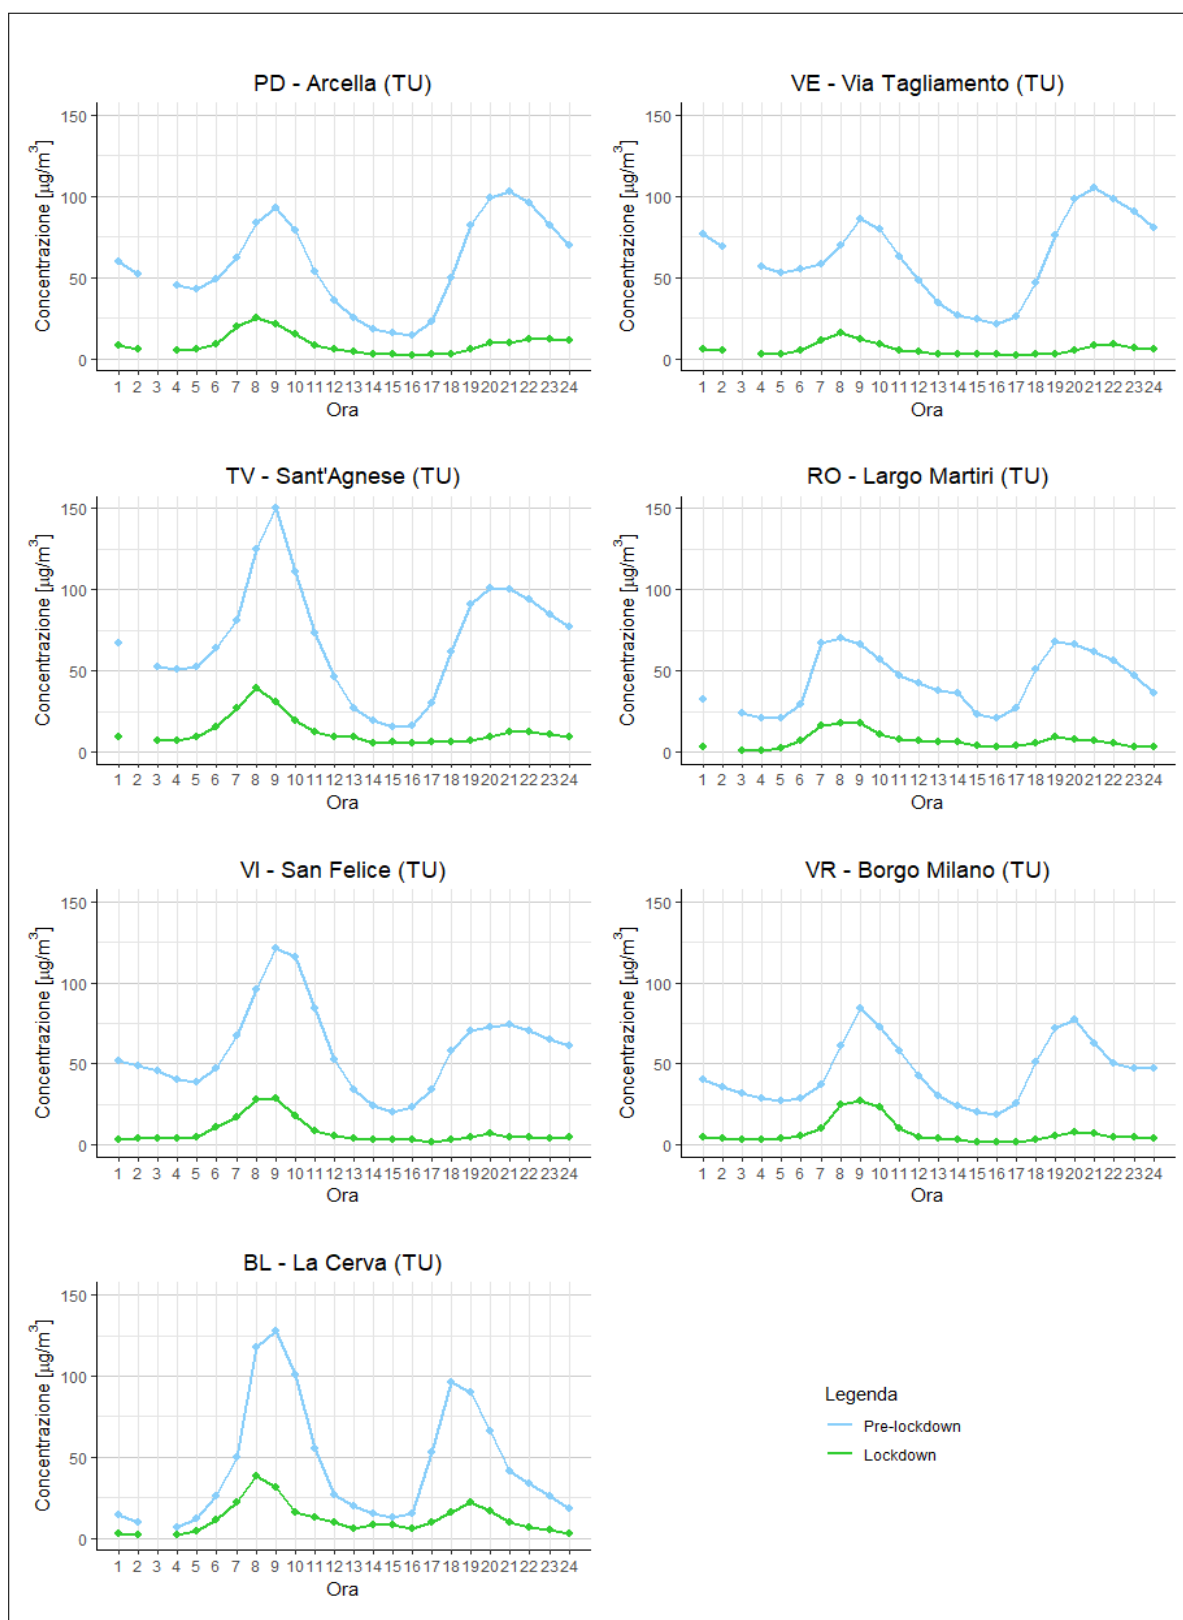 PD - Arcella (TU)
Concentrazione [µg/m³]
150
100
50
0
1 2 3 4 5 6 7 8 9 10 11 12 13 14 15 16 17 18 19 20 21 22 23 24
Ora
VE - Via Tagliamento (TU)
Concentrazione [µg/m³]
150
100
50
0
1 2 3 4 5 6 7 8 9 10 11 12 13 14 15 16 17 18 19 20 21 22 23 24
Ora
TV - Sant'Agnese (TU)
Concentrazione [µg/m³]
150
100
50
0
1 2 3 4 5 6 7 8 9 10 11 12 13 14 15 16 17 18 19 20 21 22 23 24
Ora
RO - Largo Martiri (TU)
Concentrazione [µg/m³]
150
100
50
0
1 2 3 4 5 6 7 8 9 10 11 12 13 14 15 16 17 18 19 20 21 22 23 24
Ora
VI - San Felice (TU)
Concentrazione [µg/m³]
150
100
50
0
1 2 3 4 5 6 7 8 9 10 11 12 13 14 15 16 17 18 19 20 21 22 23 24
Ora
VR - Borgo Milano (TU)
Concentrazione [µg/m³]
150
100
50
0
1 2 3 4 5 6 7 8 9 10 11 12 13 14 15 16 17 18 19 20 21 22 23 24
Ora
BL - La Cerva (TU)
Concentrazione [µg/m³]
150
100
50
0
1 2 3 4 5 6 7 8 9 10 11 12 13 14 15 16 17 18 19 20 21 22 23 24
Ora
Legenda
Pre-lockdown
Lockdown